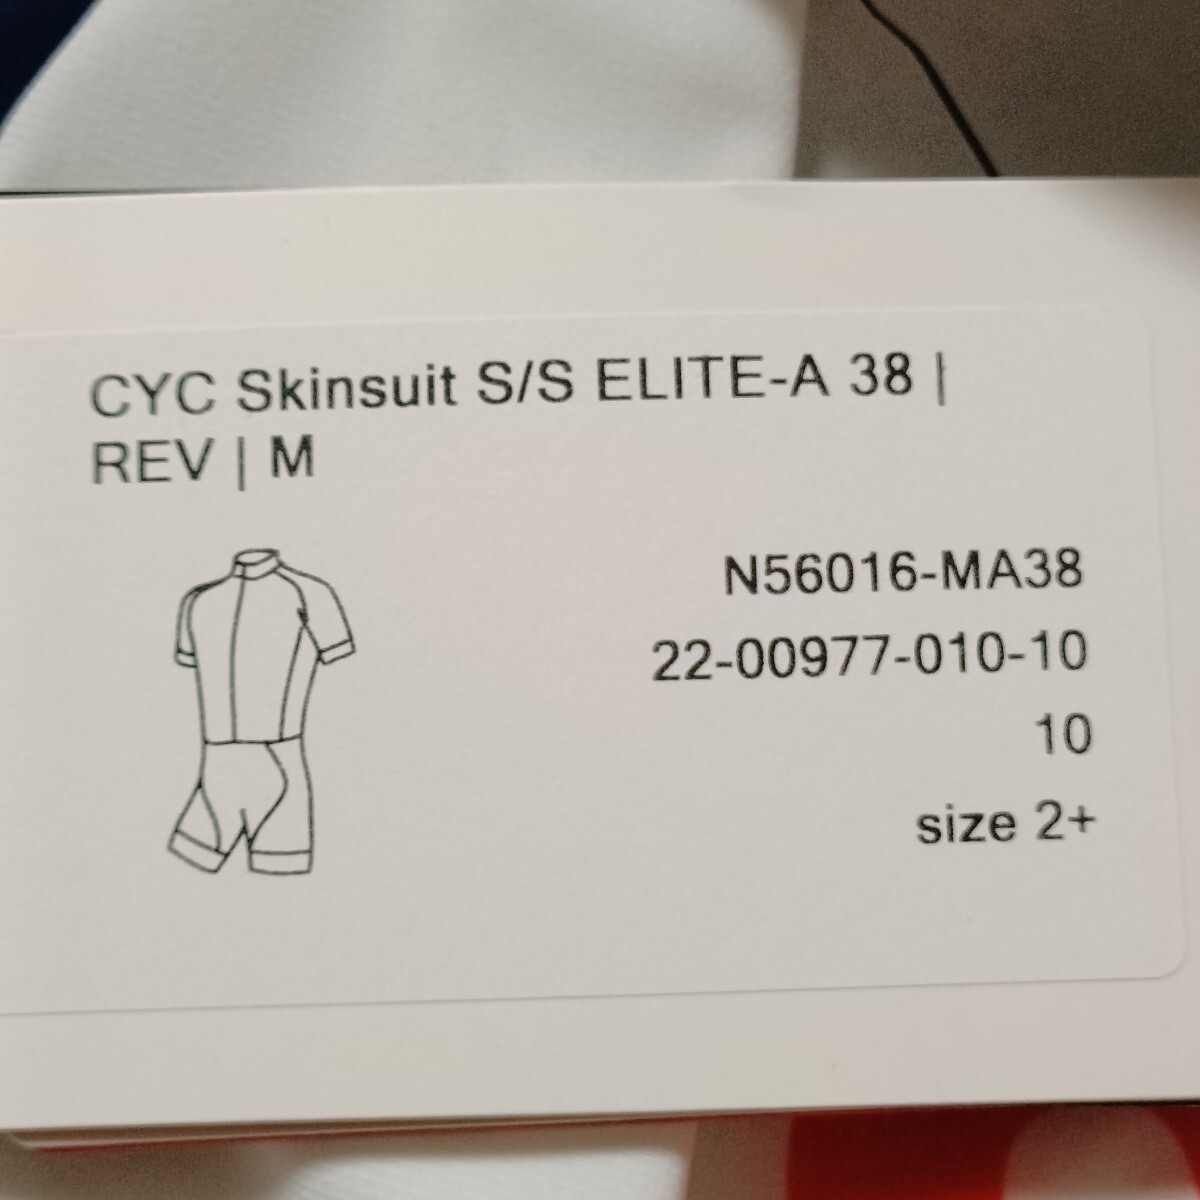 CYC Skinsuit S/S ELITE-A 38 |
REV | M
N56016-MA38
22-00977-010-10
10
size 2+